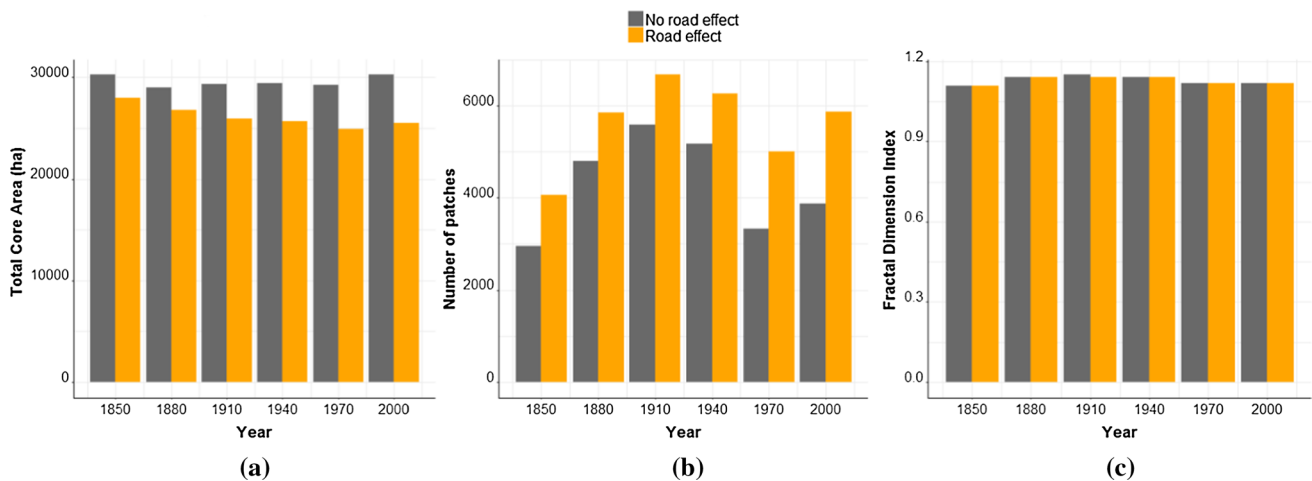 No road effect
Road effect
Total Core Area (ha)
30000
20000
10000
0
1850 1880 1910 1940 1970 2000
Year
(a)
Number of patches
6000
4000
2000
0
1850 1880 1910 1940 1970 2000
Year
(b)
Fractal Dimension Index
1.2
0.9
0.6
0.3
0.0
1850 1880 1910 1940 1970 2000
Year
(c)